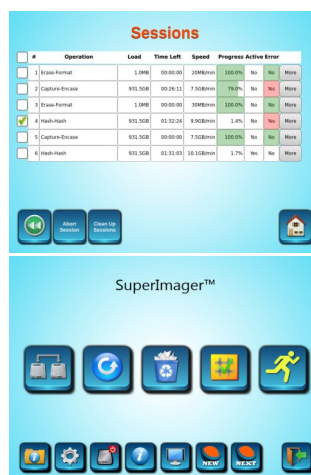 Sessions
# Operation Load Time Left Speed Progress Active Error
1 Erase-Format 1.0MB 00:00:00 20MB/min 100.0% No No More
2 Capture-Encase 931.5GB 00:26:11 7.5GB/min 79.0% No Yes More
3 Erase-Format 1.0MB 00:00:00 30MB/min 100.0% No No More
4 Hash-Hash 931.5GB 01:32:24 9.9GB/min 1.4% No Yes More
5 Capture-Encase 931.5GB 00:00:00 7.5GB/min 100.0% No No More
6 Hash-Hash 931.5GB 01:31:03 10.1GB/min 1.7% Yes No More
Abort Clean Up
Session Sessions
SuperImager™
NEW NEXT